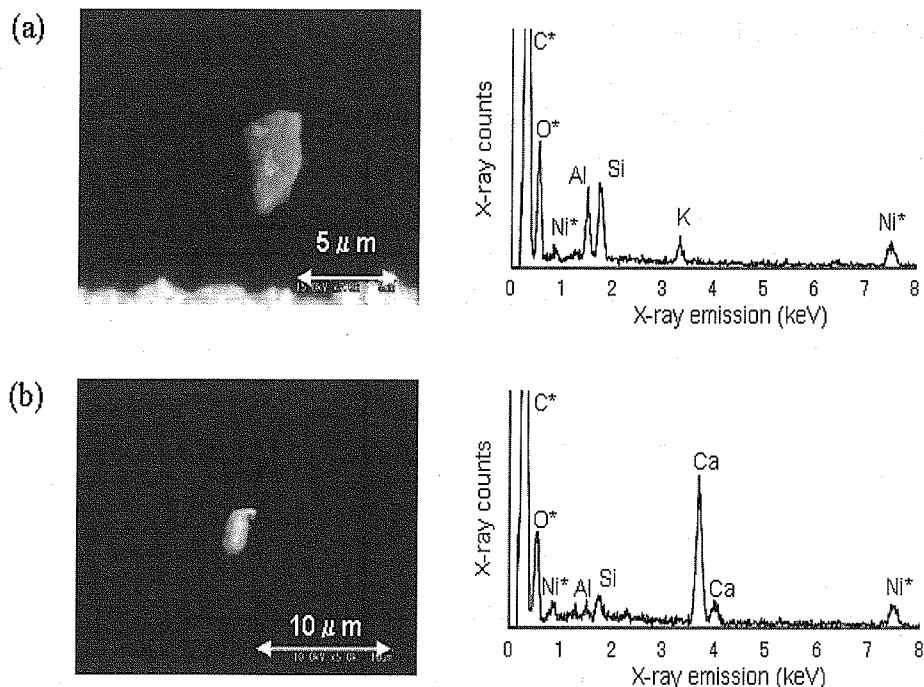 (a)
5 μm
C*
O*
Ni*
Al
Si
K
Ni*
X-ray counts
0 1 2 3 4 5 6 7 8
X-ray emission (keV)
(b)
10 μm
C*
O*
Ni*
Al
Si
Ca
Ca
Ni*
X-ray counts
0 1 2 3 4 5 6 7 8
X-ray emission (keV)